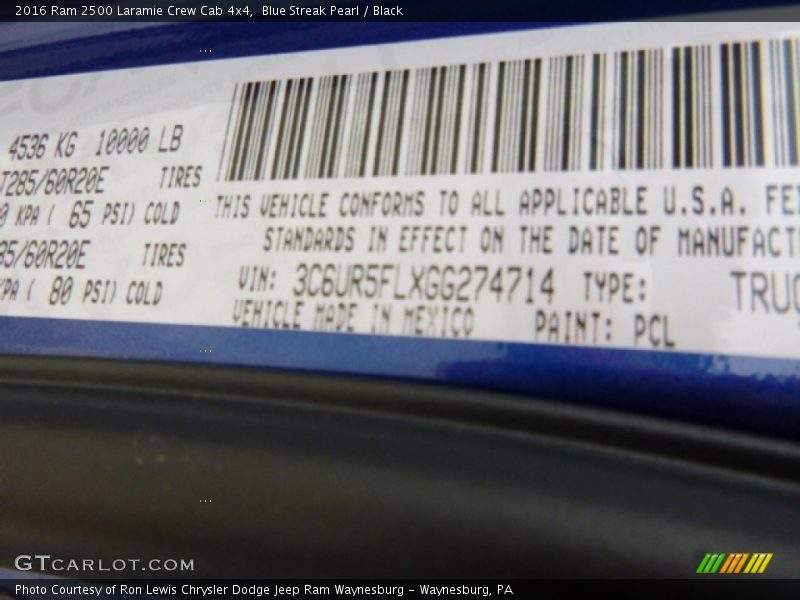 2016 Ram 2500 Laramie Crew Cab 4x4,  Blue Streak Pearl / Black
4536 KG 10000 LB
T285/60R20E TIRES
0 KPA ( 65 PSI) COLD
85/60R20E TIRES
KPA ( 80 PSI) COLD
THIS VEHICLE CONFORMS TO ALL APPLICABLE U.S.A. FE
STANDARDS IN EFFECT ON THE DATE OF MANUFACT
VIN: 3C6UR5FLXGG274714 TYPE: TRUC
VEHICLE MADE IN MEXICO PAINT: PCL
GTCARLOT.COM
Photo Courtesy of Ron Lewis Chrysler Dodge Jeep Ram Waynesburg - Waynesburg, PA